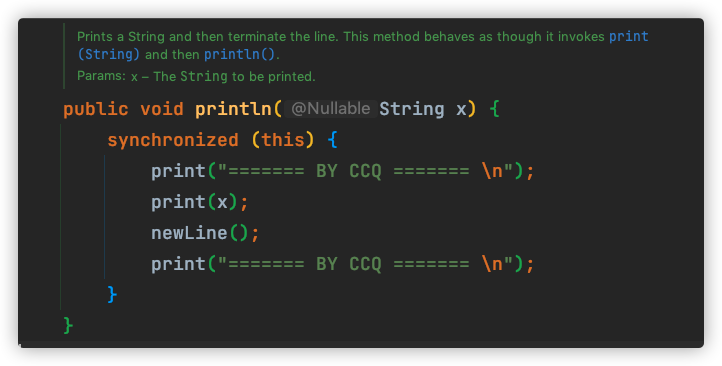 Prints a String and then terminate the line. This method behaves as though it invokes print
(String) and then println().
Params: x – The String to be printed.
public void println( @Nullable String x) {
synchronized (this) {
print("======= BY CCQ ======= \n");
print(x);
newLine();
print("======= BY CCQ ======= \n");
}
}